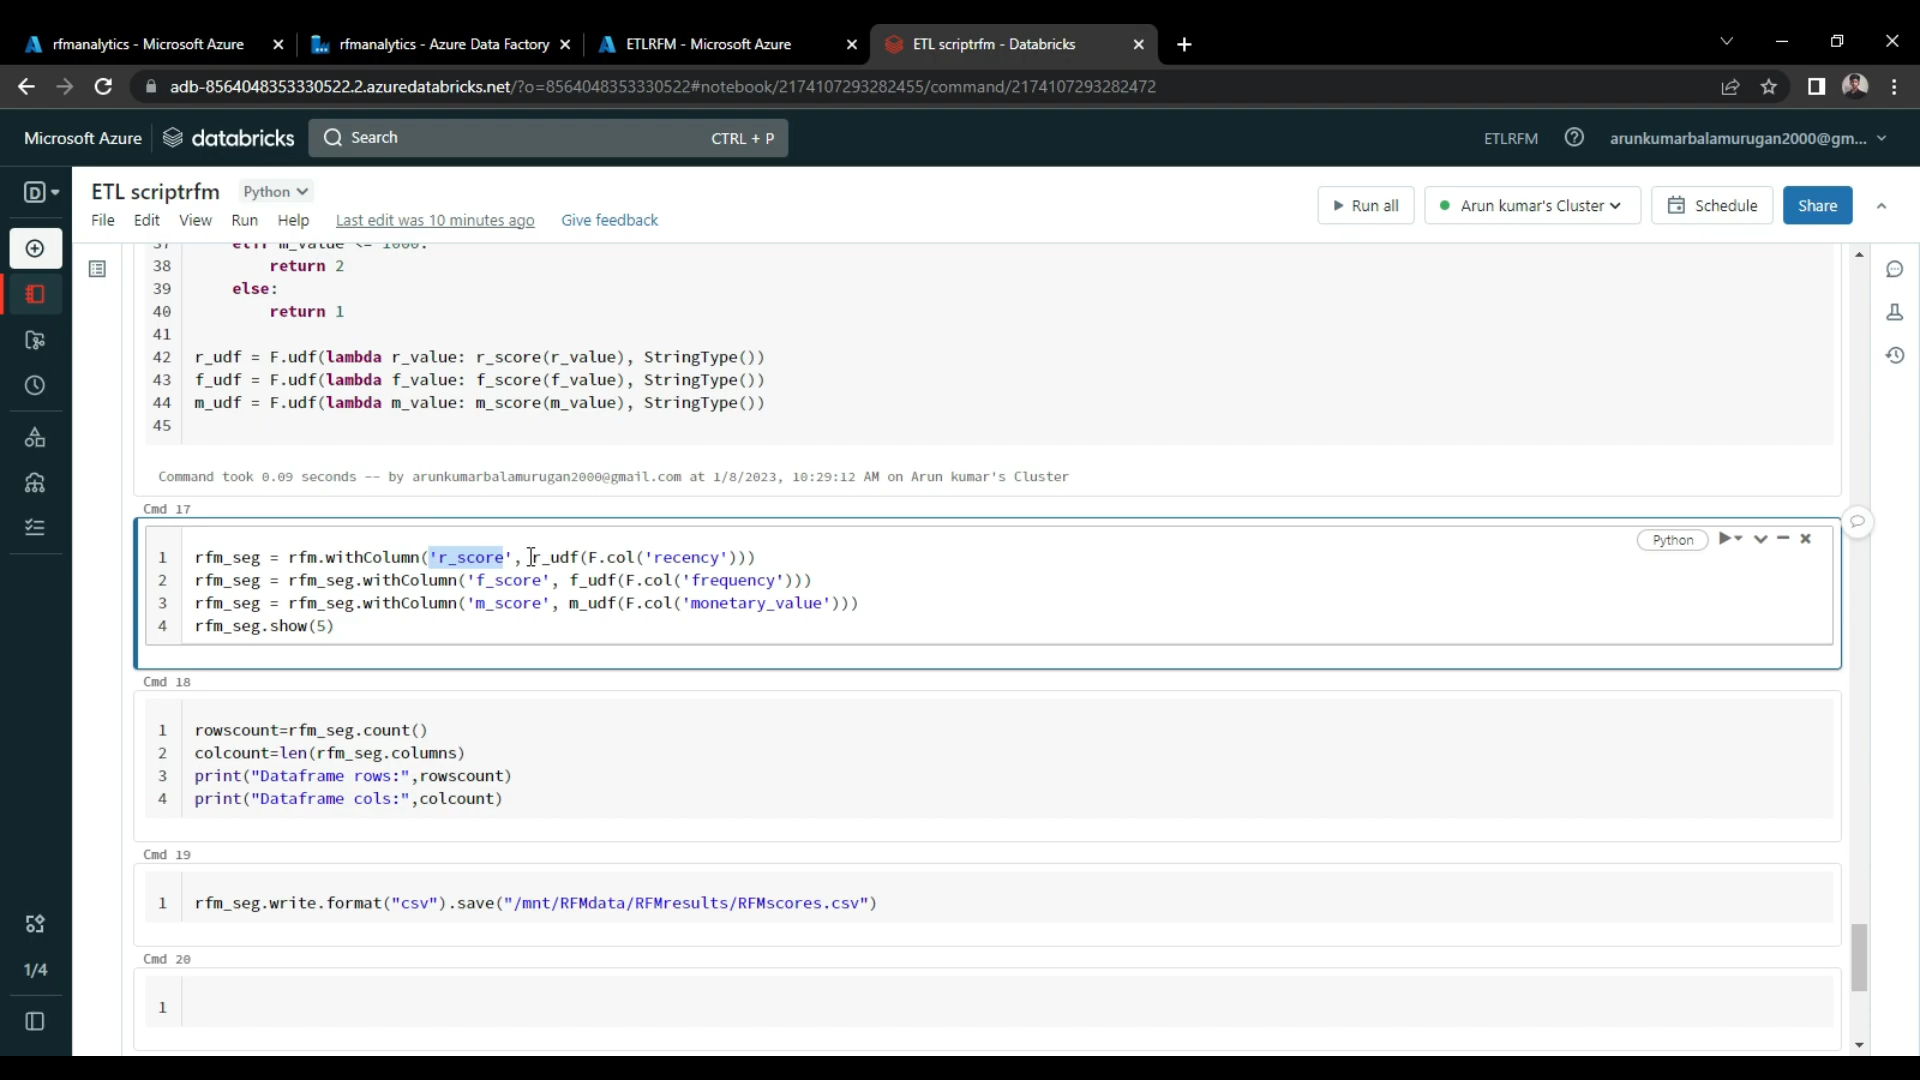 rfmanalytics - Microsoft Azure
rfmanalytics - Azure Data Factory
ETLRFM - Microsoft Azure
ETL scriptrfm - Databricks
adb-8564048353330522.2.azuredatabricks.net/?o=8564048353330522#notebook/2174107293282455/command/2174107293282472
Microsoft Azure
databricks
Search
CTRL + P
ETLRFM
arunkumarbalamurugan2000@gm...
D
ETL scriptrfm
Python
File
Edit
View
Run
Help
Last edit was 10 minutes ago
Give feedback
Run all
Arun kumar's Cluster
Schedule
Share
37 elif m_value <= 1000:
38 return 2
39 else:
40 return 1
41
42 r_udf = F.udf(lambda r_value: r_score(r_value), StringType())
43 f_udf = F.udf(lambda f_value: f_score(f_value), StringType())
44 m_udf = F.udf(lambda m_value: m_score(m_value), StringType())
45
Command took 0.09 seconds -- by arunkumarbalamurugan2000@gmail.com at 1/8/2023, 10:29:12 AM on Arun kumar's Cluster
Cmd 17
Python
1 rfm_seg = rfm.withColumn('r_score', r_udf(F.col('recency')))
2 rfm_seg = rfm_seg.withColumn('f_score', f_udf(F.col('frequency')))
3 rfm_seg = rfm_seg.withColumn('m_score', m_udf(F.col('monetary_value')))
4 rfm_seg.show(5)
Cmd 18
1 rowscount=rfm_seg.count()
2 colcount=len(rfm_seg.columns)
3 print("Dataframe rows:",rowscount)
4 print("Dataframe cols:",colcount)
Cmd 19
1 rfm_seg.write.format("csv").save("/mnt/RFMdata/RFMresults/RFMscores.csv")
Cmd 20
1
1/4